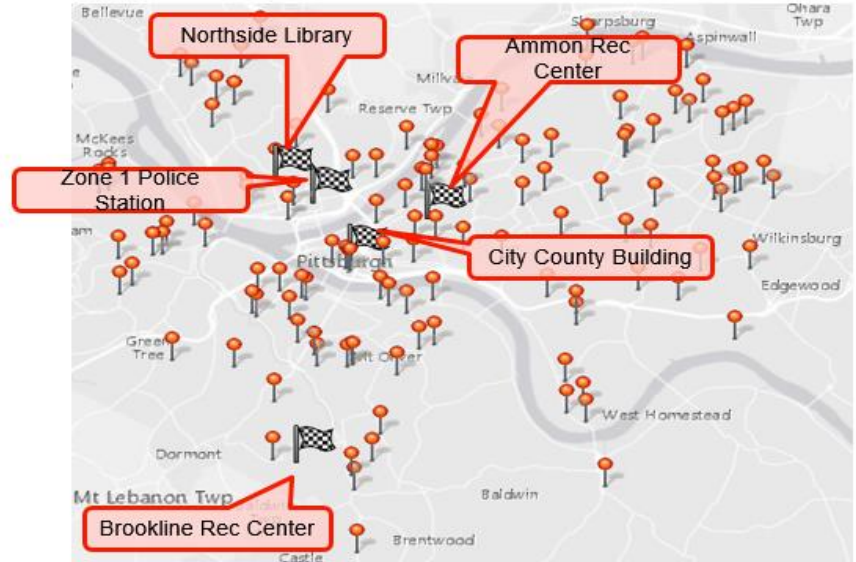 Bellevue
Sharpsburg
Ohara
Twp
Northside Library
Ammon Rec
Center
Aspinwall
Millva
Reserve Twp
McKees
Rocks
Zone 1 Police
Station
am
City County Building
Wilkinsburg
Pittsburgh
Edgewood
Green
Tree
Mt Oliver
West Homestead
Dormont
Mt Lebanon Twp
Baldwin
Brookline Rec Center
Brentwood
Castle